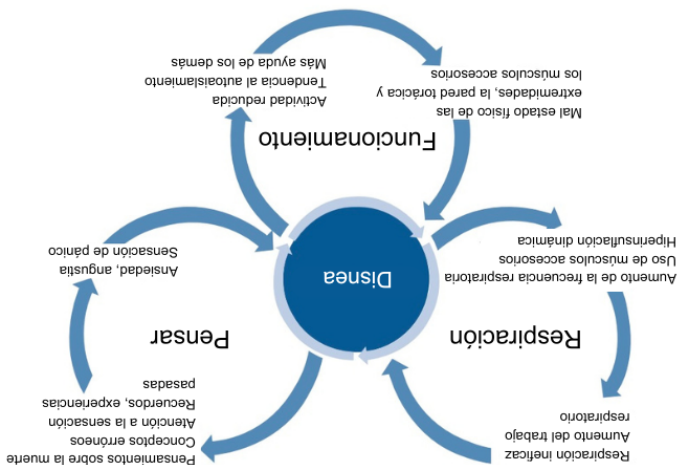 Respiración ineficaz
Aumento del trabajo
respiratorio
Pensamientos sobre la muerte
Conceptos erróneos
Atención a la sensación
Recuerdos, experiencias
pasadas
Respiración
Pensar
Disnea
Aumento de la frecuencia respiratoria
Uso de músculos accesorios
Hiperinsuflación dinámica
Ansiedad, angustia
Sensación de pánico
Funcionamiento
Mal estado físico de las
extremidades, la pared torácica y
los músculos accesorios
Actividad reducida
Tendencia al autoaislamiento
Más ayuda de los demás